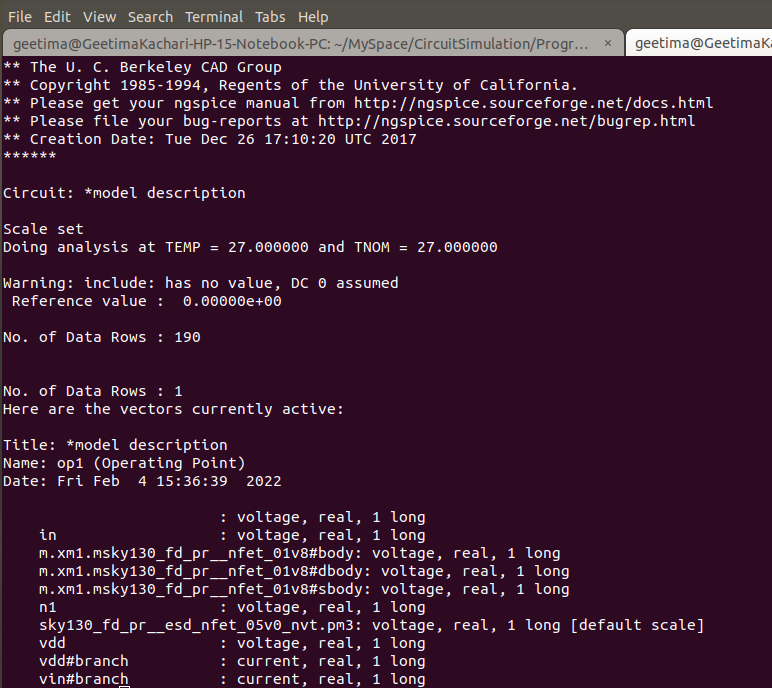 File Edit View Search Terminal Tabs Help
geetima@GeetimaKachari-HP-15-Notebook-PC: ~/MySpace/CircuitSimulation/Progr... × geetima@GeetimaKa
** The U. C. Berkeley CAD Group
** Copyright 1985-1994, Regents of the University of California.
** Please get your ngspice manual from http://ngspice.sourceforge.net/docs.html
** Please file your bug-reports at http://ngspice.sourceforge.net/bugrep.html
** Creation Date: Tue Dec 26 17:10:20 UTC 2017
******
Circuit: *model description
Scale set
Doing analysis at TEMP = 27.000000 and TNOM = 27.000000
Warning: include: has no value, DC 0 assumed
Reference value :  0.00000e+00
No. of Data Rows : 190
No. of Data Rows : 1
Here are the vectors currently active:
Title: *model description
Name: op1 (Operating Point)
Date: Fri Feb  4 15:36:39  2022
: voltage, real, 1 long
in : voltage, real, 1 long
m.xm1.msky130_fd_pr__nfet_01v8#body: voltage, real, 1 long
m.xm1.msky130_fd_pr__nfet_01v8#dbody: voltage, real, 1 long
m.xm1.msky130_fd_pr__nfet_01v8#sbody: voltage, real, 1 long
n1 : voltage, real, 1 long
sky130_fd_pr__esd_nfet_05v0_nvt.pm3: voltage, real, 1 long [default scale]
vdd : voltage, real, 1 long
vdd#branch : current, real, 1 long
vin#branch : current, real, 1 long